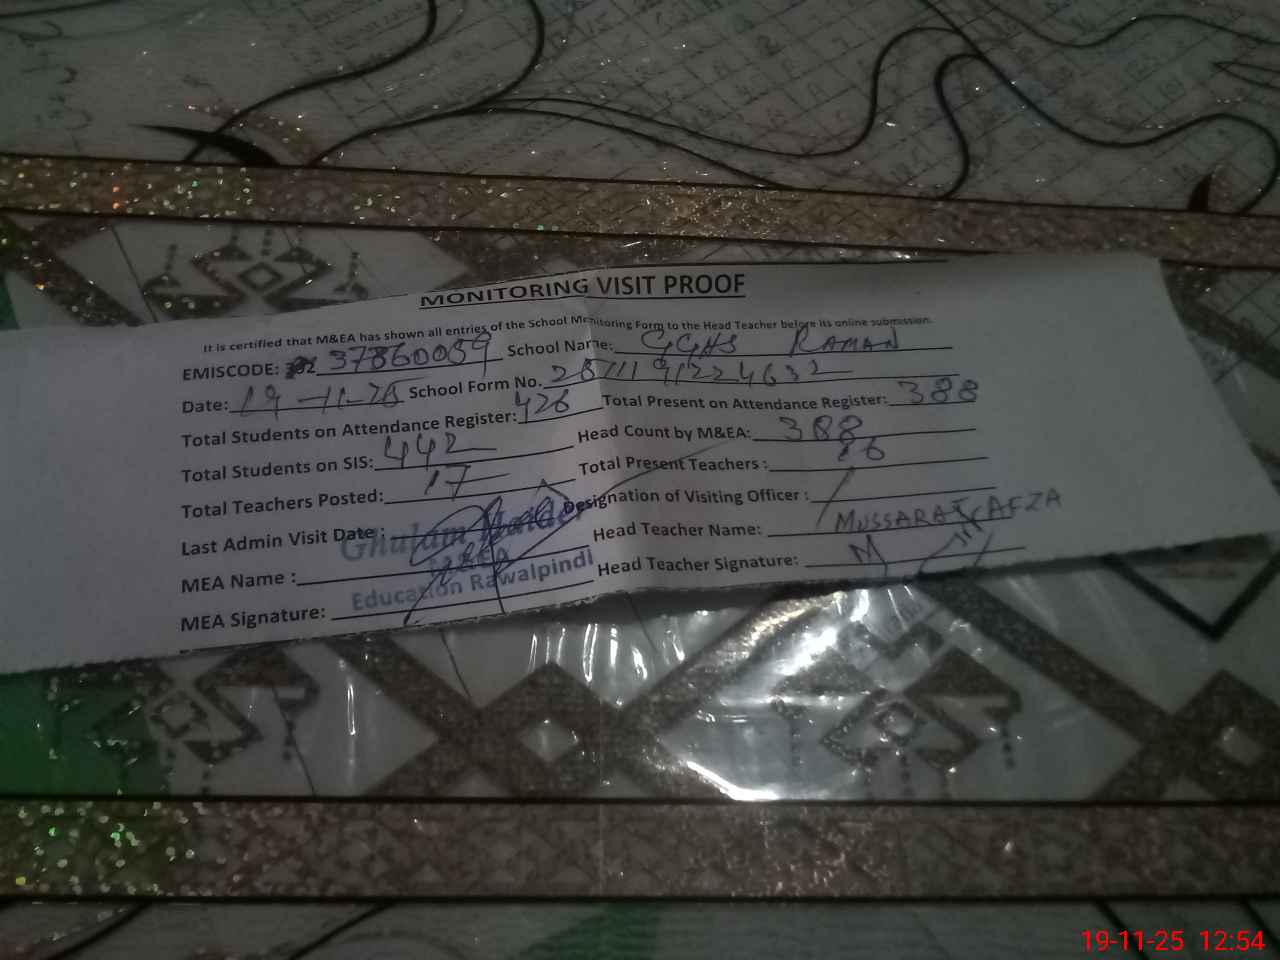 MONITORING VISIT PROOF
It is certified that M&EA has shown all entries of the School Monitoring Form to the Head Teacher before its online submission.
EMISCODE: 37360059 School Name: GGHS RAMAN
Date: 19-11-25 School Form No. 2811191224632
Total Students on Attendance Register: 426 Total Present on Attendance Register: 388
Total Students on SIS: 442 Head Count by M&EA: 388
Total Teachers Posted: 17 Total Present Teachers : 16
Last Admin Visit Date : Designation of Visiting Officer :
MEA Name : Ghulam Haider Head Teacher Name: MUSSARAT AFZA
M&EA
MEA Signature: Education Rawalpindi Head Teacher Signature:
19-11-25 12:54